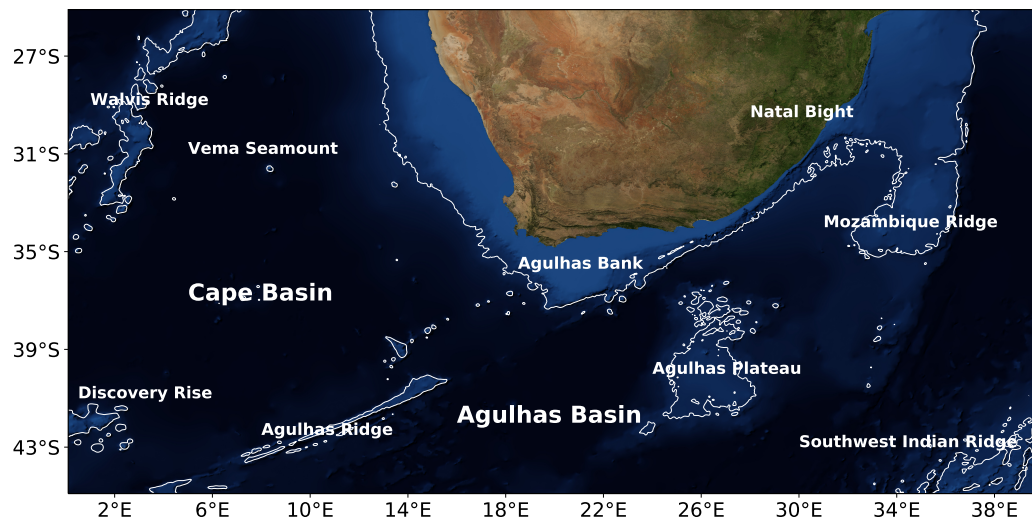 27°S
Walvis Ridge
Natal Bight
Vema Seamount
31°S
Mozambique Ridge
35°S
Agulhas Bank
Cape Basin
39°S
Agulhas Plateau
Discovery Rise
Agulhas Basin
Agulhas Ridge
Southwest Indian Ridge
43°S
2°E 6°E 10°E 14°E 18°E 22°E 26°E 30°E 34°E 38°E